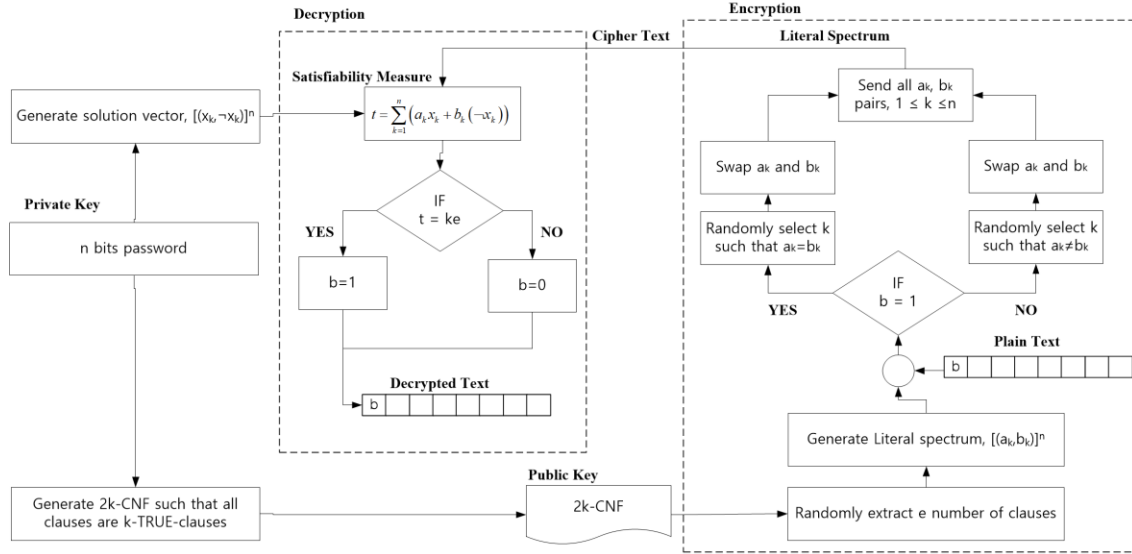 Decryption
Encryption
Cipher Text
Literal Spectrum
Satisfiability Measure
Send all aₖ, bₖ
pairs, 1 ≤ k ≤n
Generate solution vector, [(xₖ,¬xₖ)]ⁿ
t = ∑ₖ₌₁ⁿ (aₖxₖ + bₖ(¬xₖ))
Swap aₖ and bₖ
Swap aₖ and bₖ
Private Key
n bits password
IF
t = ke
YES
NO
Randomly select k
such that aₖ=bₖ
Randomly select k
such that aₖ≠bₖ
b=1
b=0
IF
b = 1
YES
NO
Plain Text
b
Decrypted Text
b
Generate Literal spectrum, [(aₖ,bₖ)]ⁿ
Public Key
Generate 2k-CNF such that all
clauses are k-TRUE-clauses
2k-CNF
Randomly extract e number of clauses